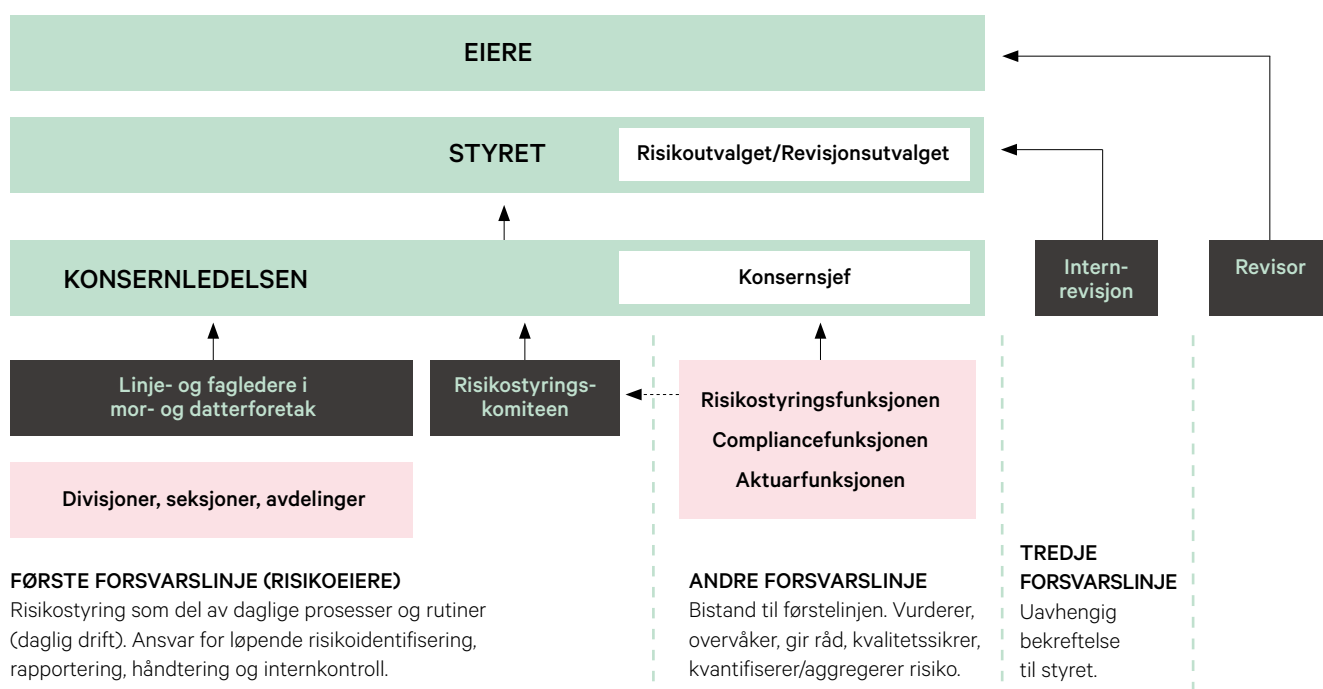 EIERE
STYRET
Risikoutvalget/Revisjonsutvalget
KONSERNLEDELSEN
Konsernsjef
Intern-
revisjon
Revisor
Linje- og fagledere i
mor- og datterforetak
Risikostyrings-
komiteen
Risikostyringsfunksjonen
Compliancefunksjonen
Aktuarfunksjonen
Divisjoner, seksjoner, avdelinger
FØRSTE FORSVARSLINJE (RISIKOEIERE)
Risikostyring som del av daglige prosesser og rutiner
(daglig drift). Ansvar for løpende risikoidentifisering,
rapportering, håndtering og internkontroll.
ANDRE FORSVARSLINJE
Bistand til førstelinjen. Vurderer,
overvåker, gir råd, kvalitetssikrer,
kvantifiserer/aggregerer risiko.
TREDJE
FORSVARSLINJE
Uavhengig
bekreftelse
til styret.